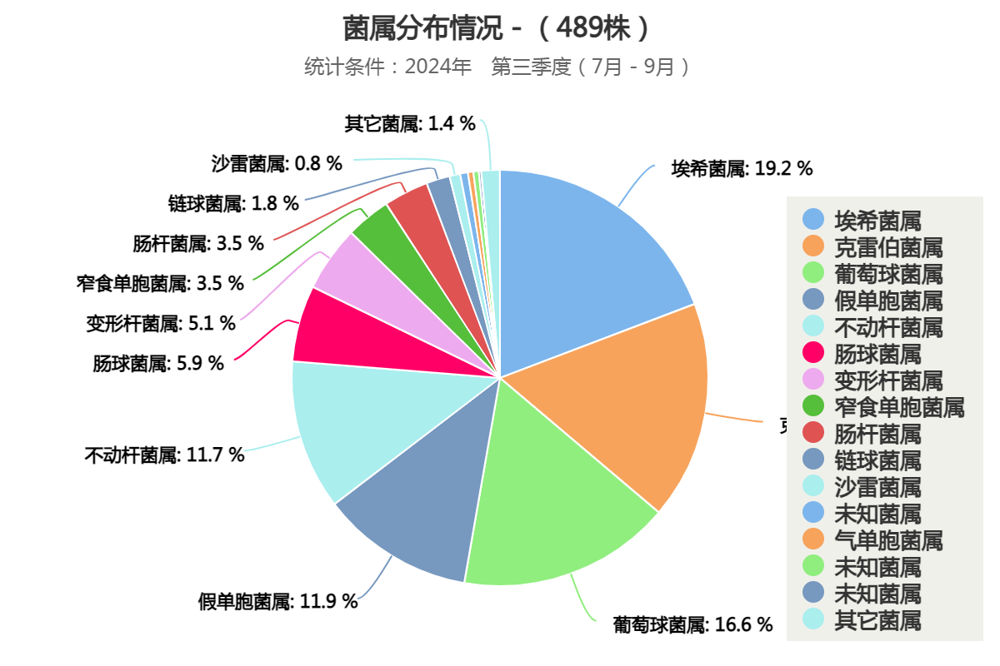 菌属分布情况 -（489株）
统计条件：2024年 第三季度（7月 - 9月）
其它菌属: 1.4 %
沙雷菌属: 0.8 %
埃希菌属: 19.2 %
链球菌属: 1.8 %
肠杆菌属: 3.5 %
窄食单胞菌属: 3.5 %
变形杆菌属: 5.1 %
肠球菌属: 5.9 %
不动杆菌属: 11.7 %
假单胞菌属: 11.9 %
葡萄球菌属: 16.6 %
埃希菌属
克雷伯菌属
葡萄球菌属
假单胞菌属
不动杆菌属
肠球菌属
变形杆菌属
窄食单胞菌属
肠杆菌属
链球菌属
沙雷菌属
未知菌属
气单胞菌属
未知菌属
未知菌属
其它菌属